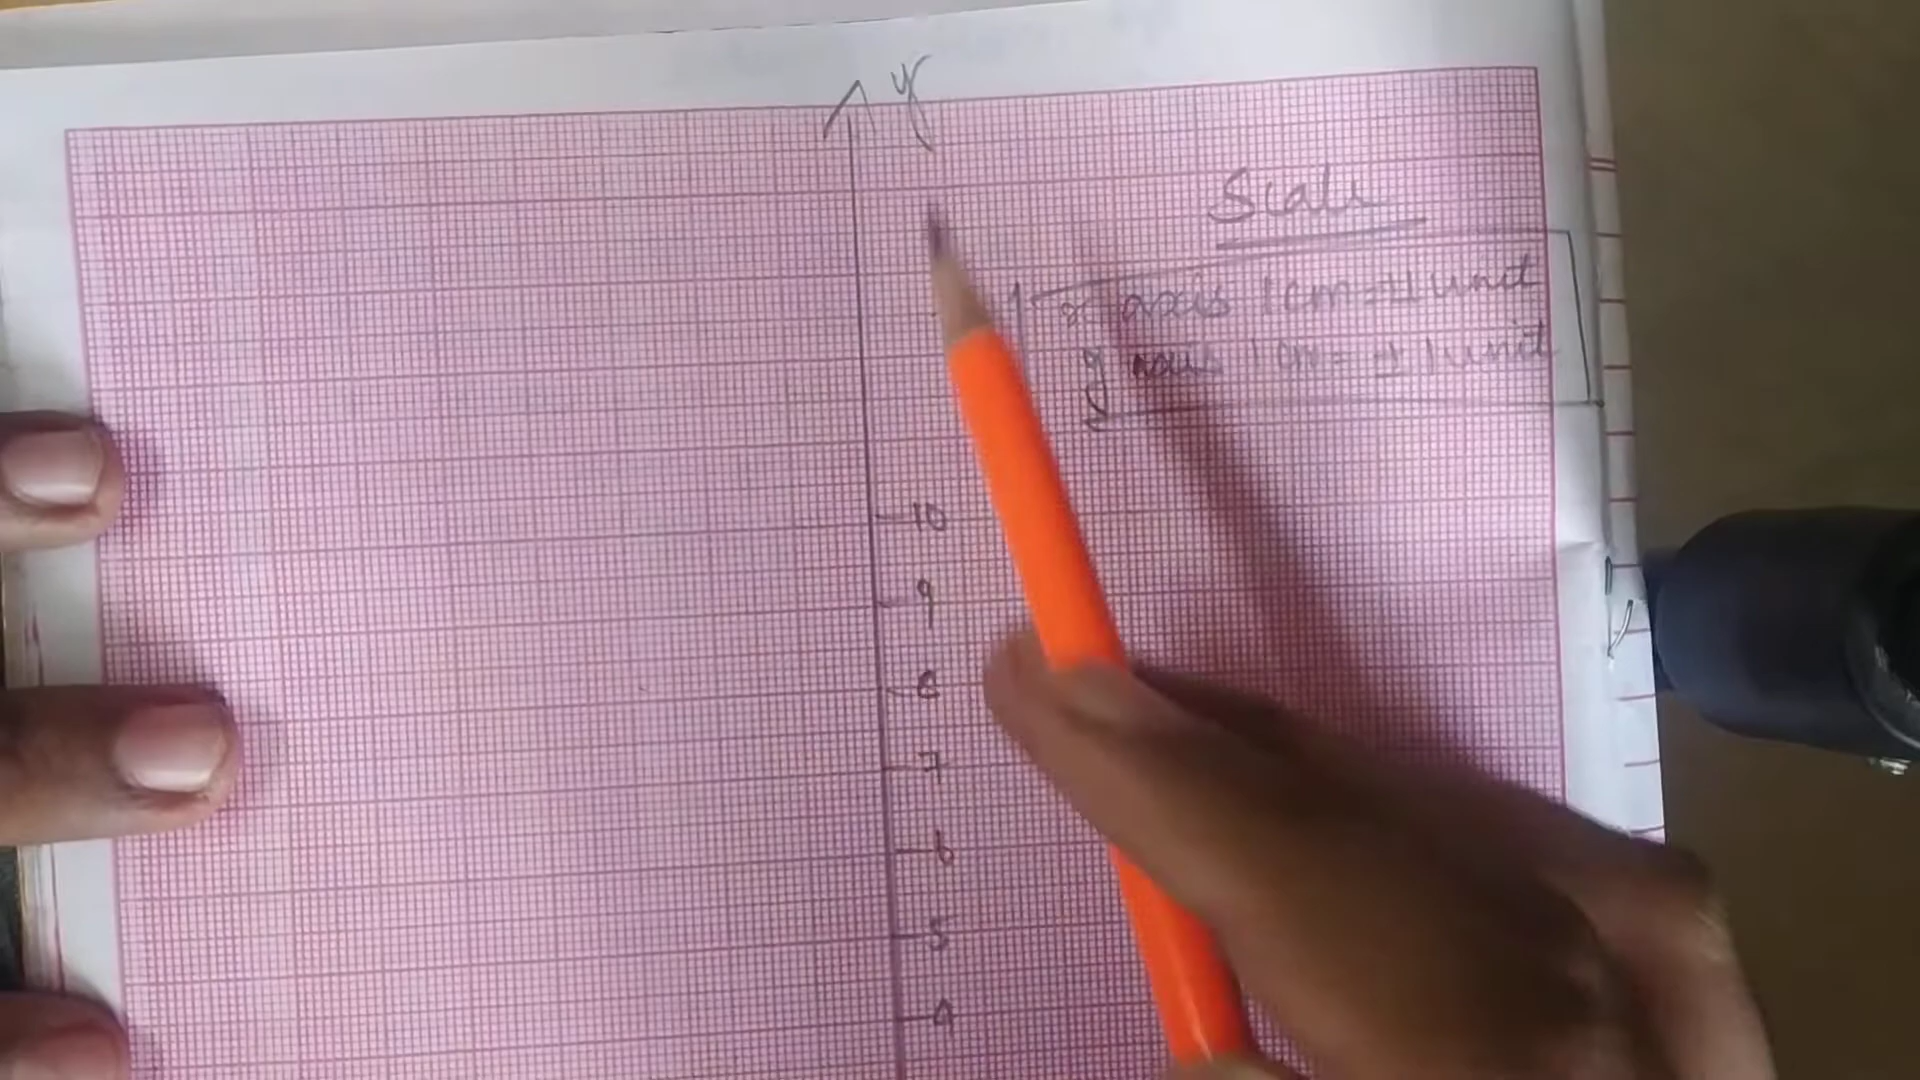 y
Scale
x axis 1cm = 1 unit
y axis 1cm = 1 unit
10
9
8
7
6
5
4